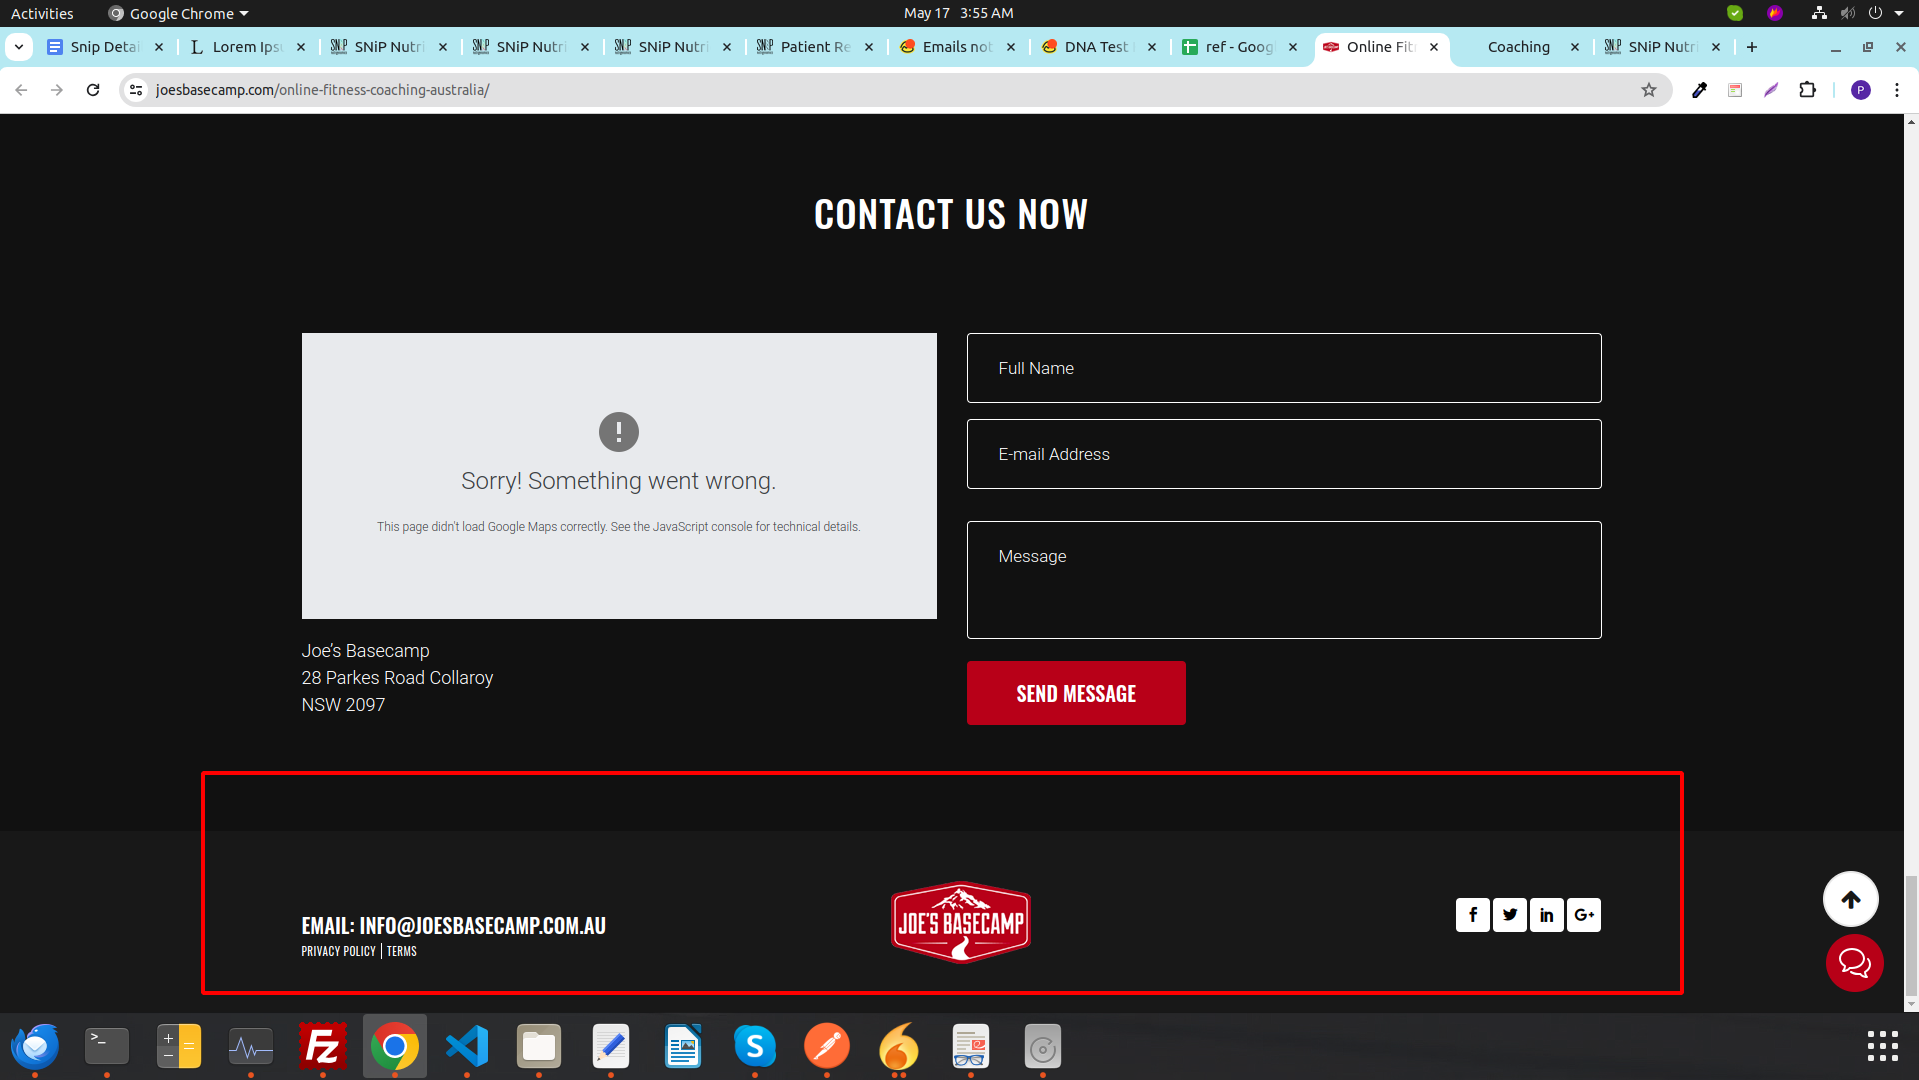 Activities
Google Chrome
May 17 3:55 AM
Snip Detai
Lorem Ips
SNiP Nutri
SNiP Nutri
SNiP Nutri
Patient Re
Emails not
DNA Test
ref - Goog
Online Fit
Coaching
SNiP Nutri
joesbasecamp.com/online-fitness-coaching-australia/
P
CONTACT US NOW
Sorry! Something went wrong.
This page didn't load Google Maps correctly. See the JavaScript console for technical details.
Full Name
E-mail Address
Message
SEND MESSAGE
Joe's Basecamp
28 Parkes Road Collaroy
NSW 2097
EMAIL: INFO@JOESBASECAMP.COM.AU
PRIVACY POLICY | TERMS
JOE'S BASECAMP